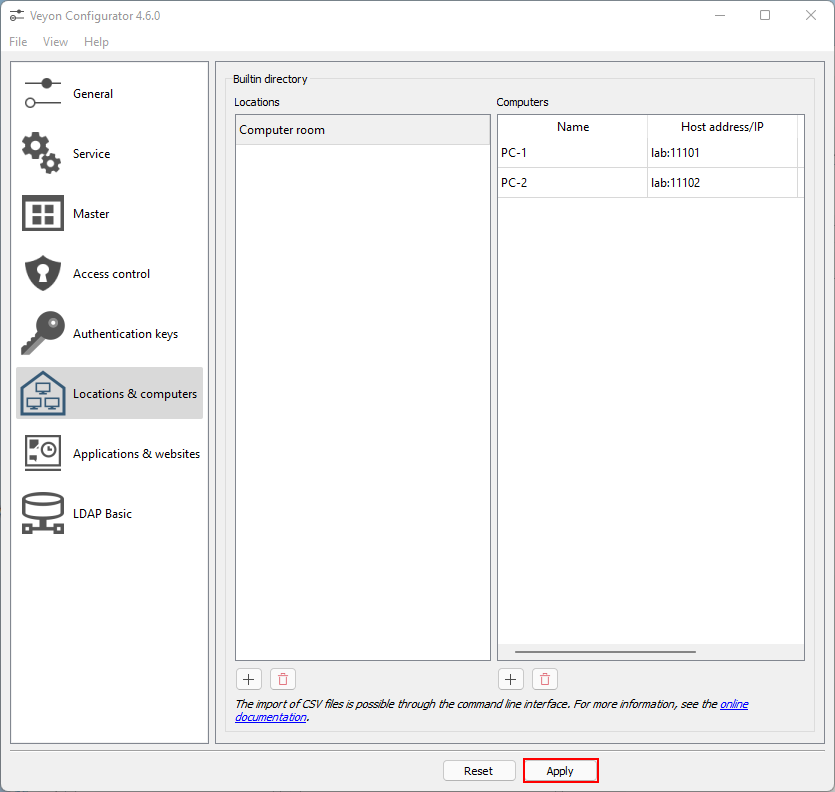 Veyon Configurator 4.6.0
File View Help
General
Service
Master
Access control
Authentication keys
Locations & computers
Applications & websites
LDAP Basic
Builtin directory
Locations
Computer room
Computers
Name Host address/IP
PC-1 lab:11101
PC-2 lab:11102
The import of CSV files is possible through the command line interface. For more information, see the online
documentation.
Reset Apply